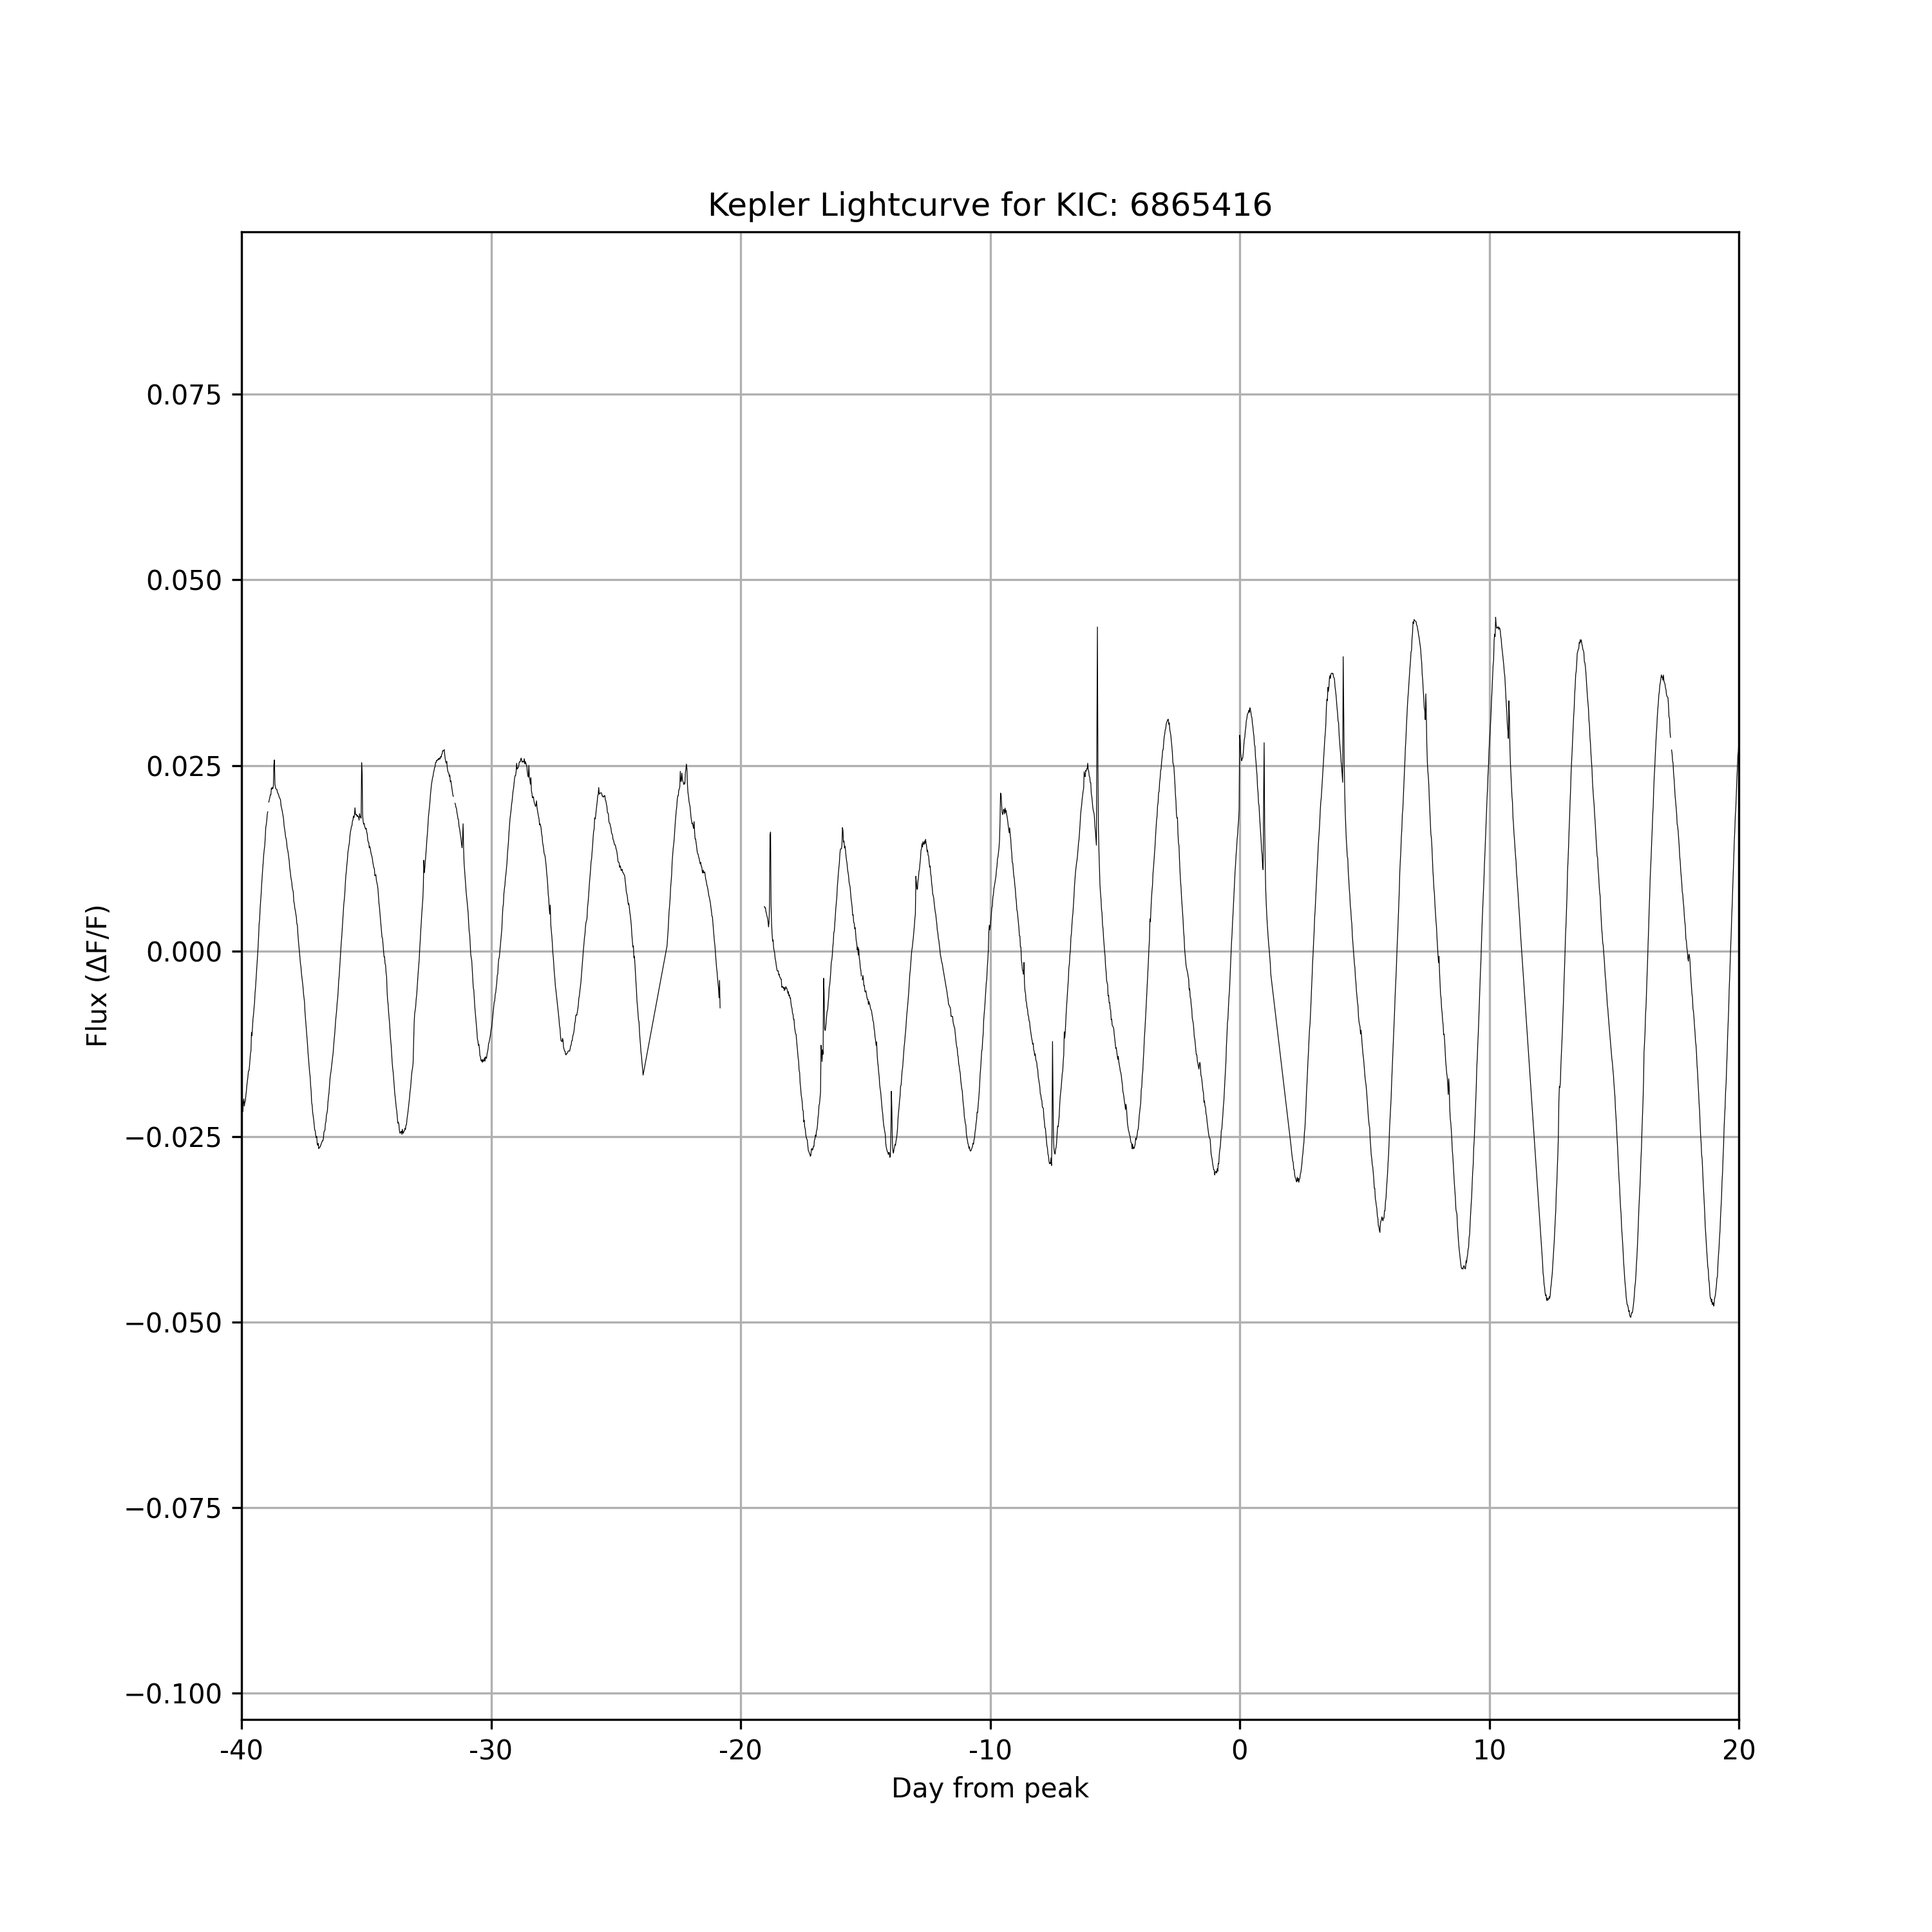 Kepler Lightcurve for KIC: 6865416
0.075
0.050
0.025
0.000
−0.025
−0.050
−0.075
−0.100
Flux (ΔF/F)
-40 -30 -20 -10 0 10 20
Day from peak